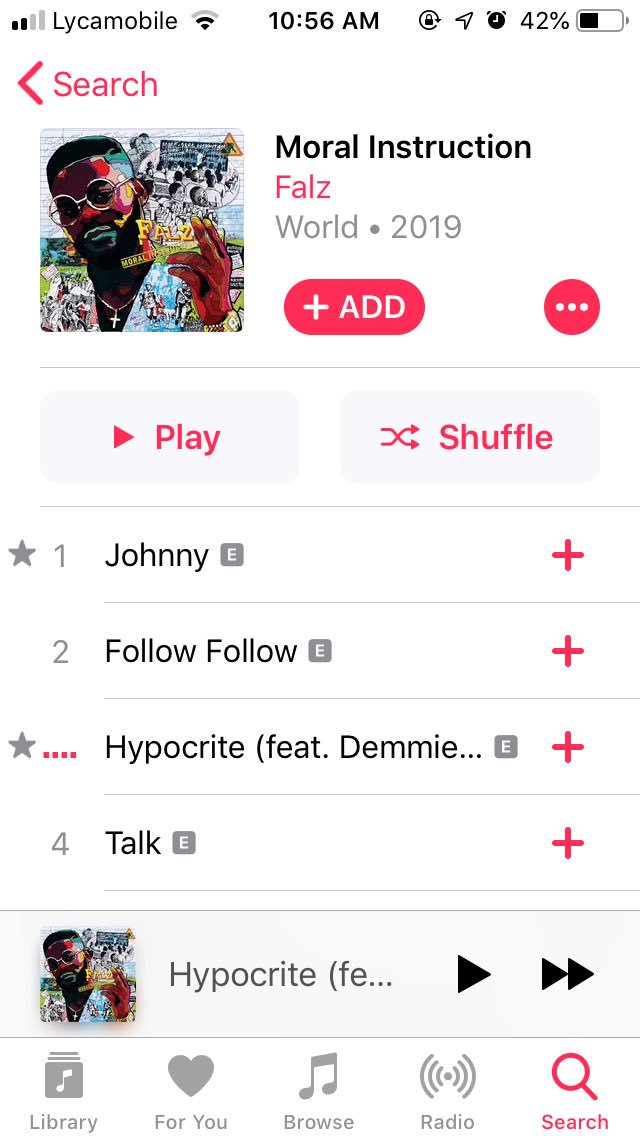 Lycamobile 10:56 AM 42%
Search
Moral Instruction
Falz
World • 2019
+ ADD
Play Shuffle
1 Johnny E
2 Follow Follow E
Hypocrite (feat. Demmie... E
4 Talk E
Hypocrite (fe...
Library For You Browse Radio Search
FALZ